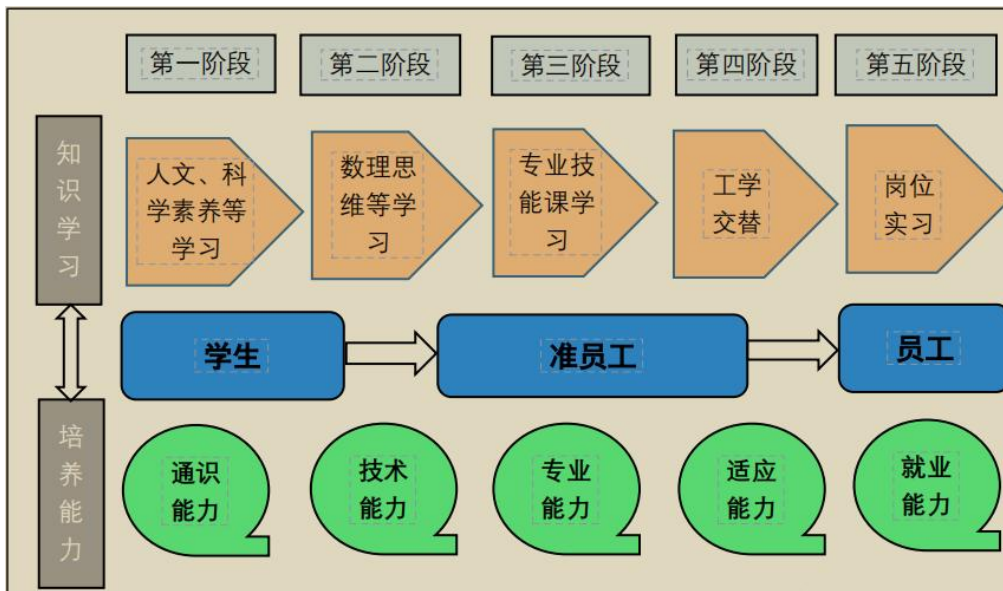 第一阶段
第二阶段
第三阶段
第四阶段
第五阶段
知
识
学
习
人文、科
学素养等
学习
数理思
维等学
习
专业技
能课学
习
工学
交替
岗位
实习
学生
准员工
员工
培
养
能
力
通识
能力
技术
能力
专业
能力
适应
能力
就业
能力